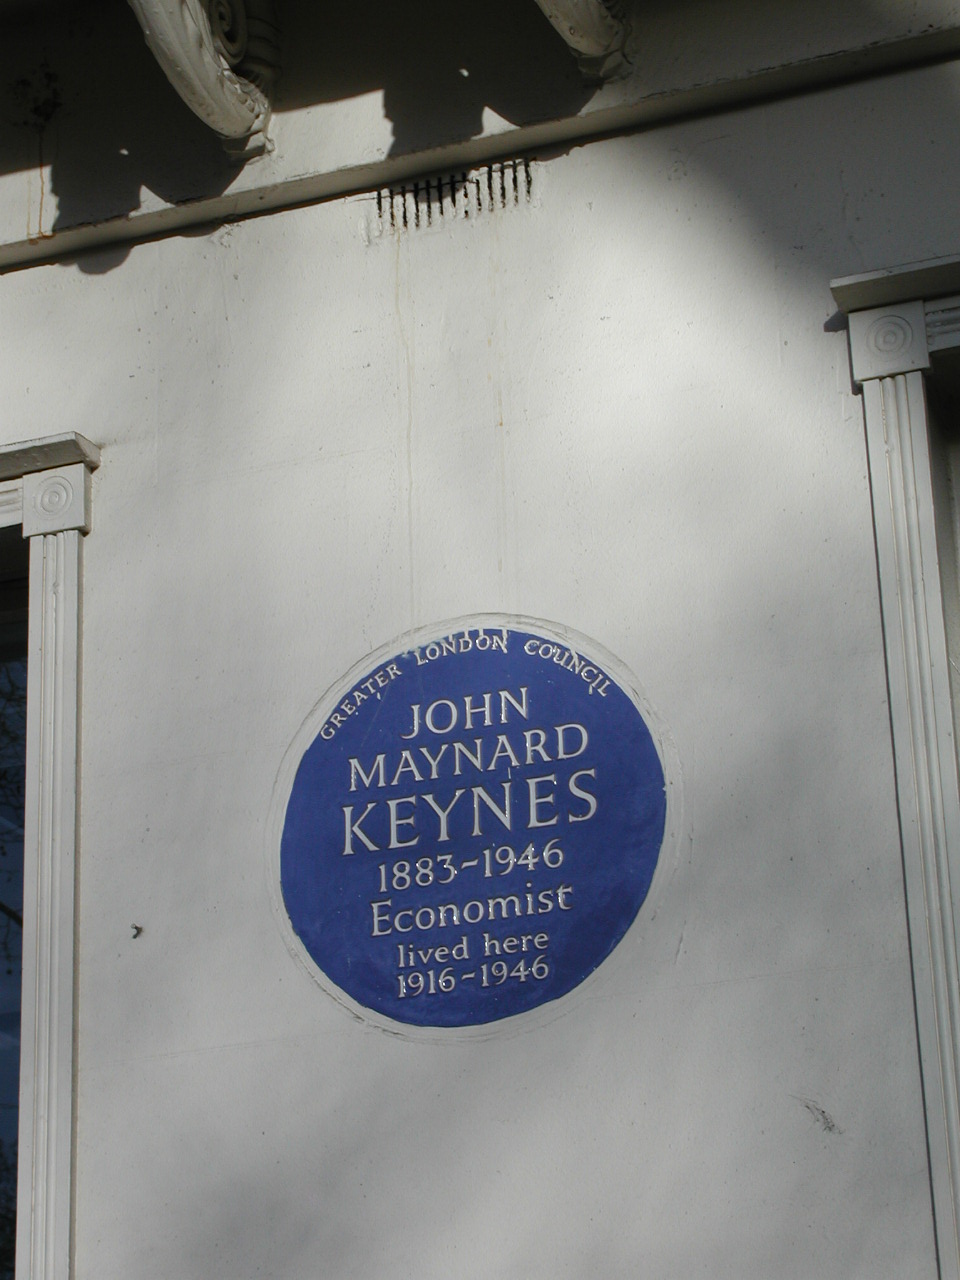 GREATER LONDON COUNCIL
JOHN
MAYNARD
KEYNES
1883-1946
Economist
lived here
1916-1946